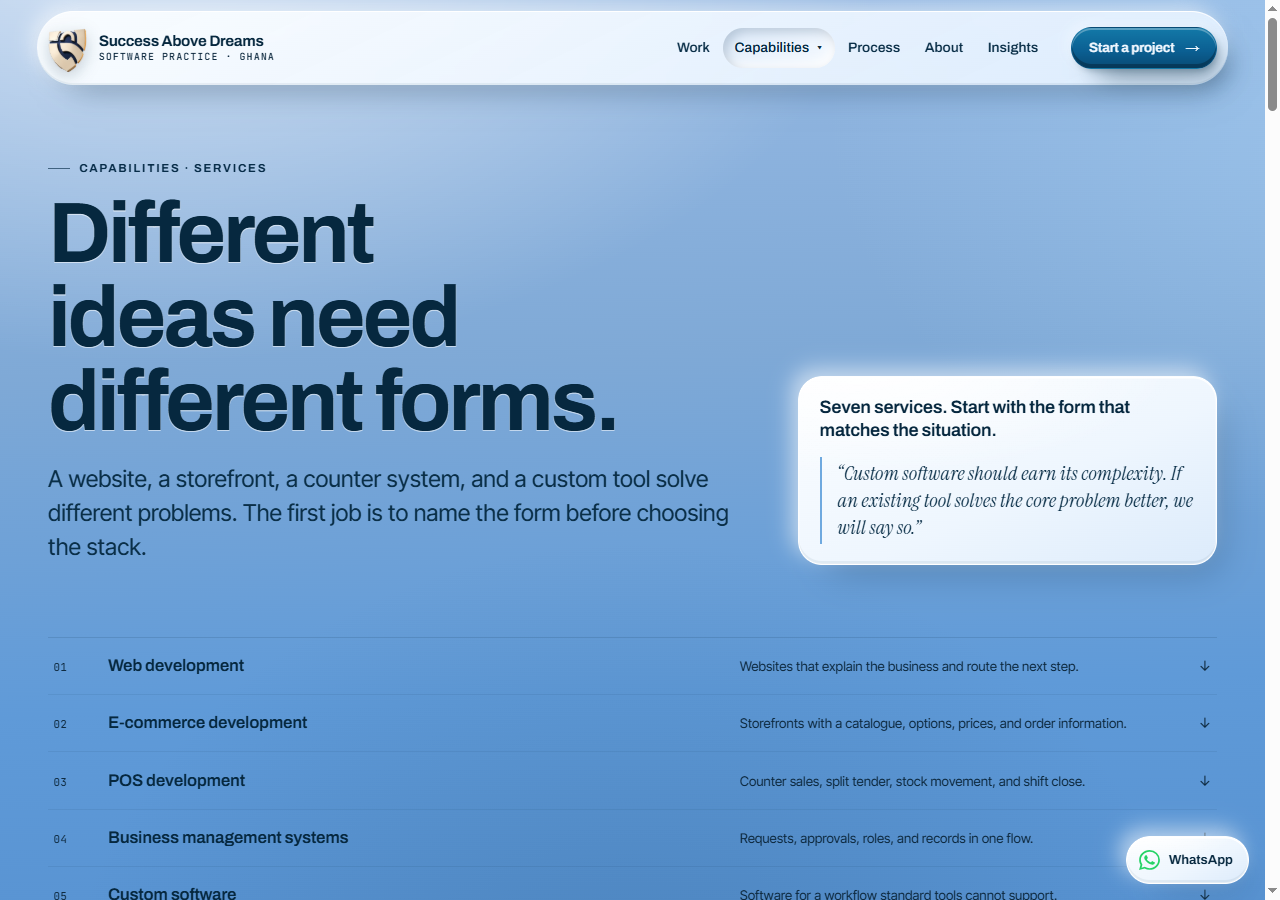 Success Above Dreams
SOFTWARE PRACTICE · GHANA
Work
Capabilities
Process
About
Insights
Start a project →
CAPABILITIES · SERVICES
Different
ideas need
different forms.
A website, a storefront, a counter system, and a custom tool solve
different problems. The first job is to name the form before choosing
the stack.
Seven services. Start with the form that
matches the situation.
“Custom software should earn its complexity. If
an existing tool solves the core problem better, we
will say so.”
01 Web development Websites that explain the business and route the next step. ↓
02 E-commerce development Storefronts with a catalogue, options, prices, and order information. ↓
03 POS development Counter sales, split tender, stock movement, and shift close. ↓
04 Business management systems Requests, approvals, roles, and records in one flow.
WhatsApp
05 Custom software Software for a workflow standard tools cannot support. ↓